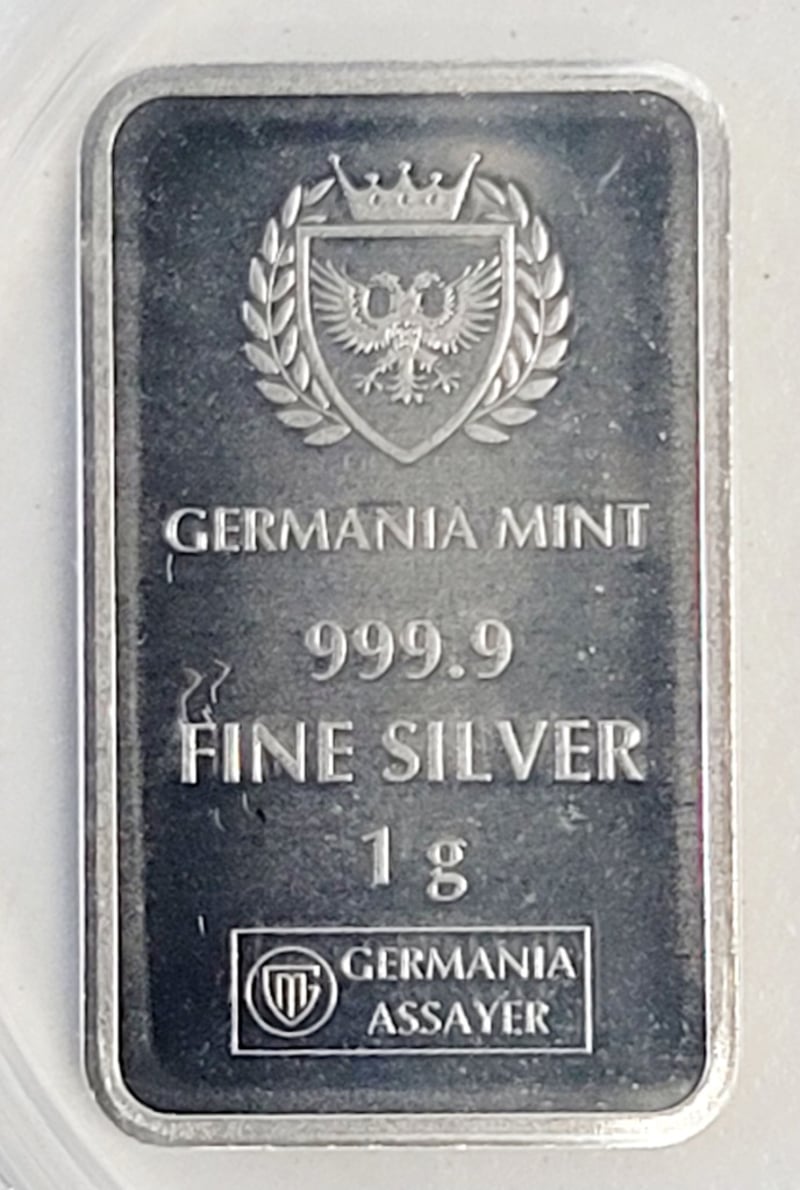 GERMANIA MINT
999.9
FINE SILVER
1 g
GERMANIA
ASSAYER